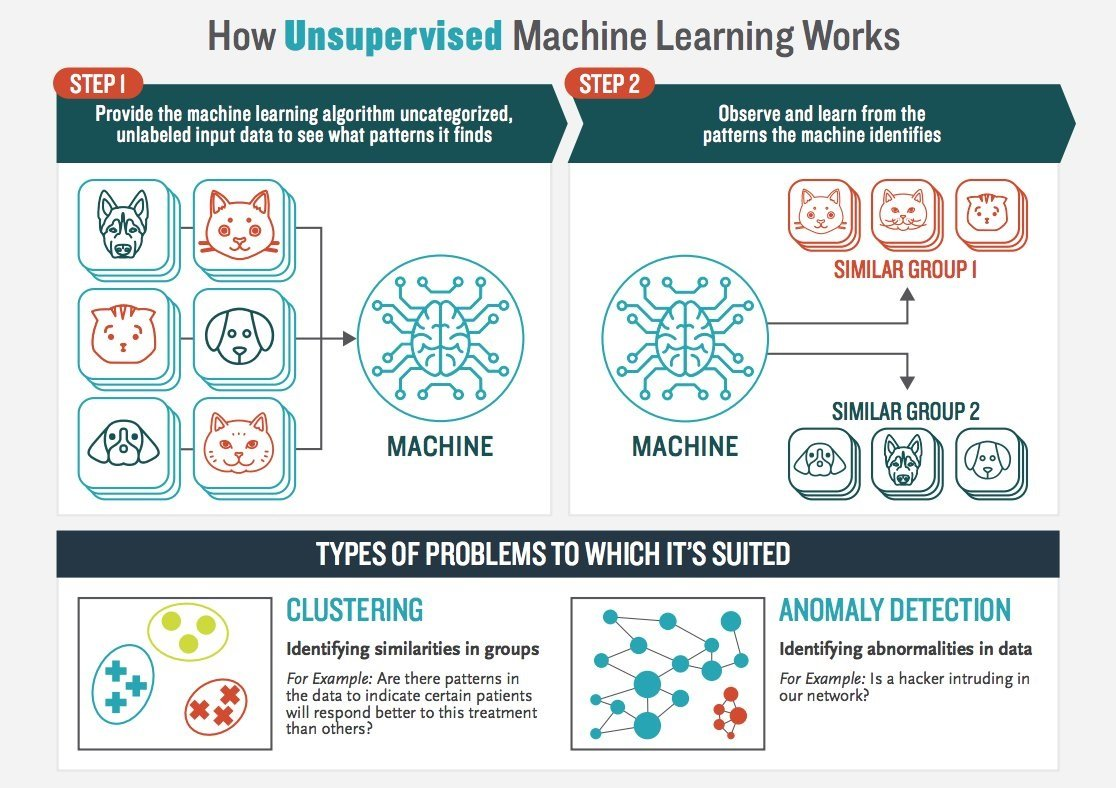 How Unsupervised Machine Learning Works
STEP 1
Provide the machine learning algorithm uncategorized,
unlabeled input data to see what patterns it finds
MACHINE
STEP 2
Observe and learn from the
patterns the machine identifies
SIMILAR GROUP 1
MACHINE
SIMILAR GROUP 2
TYPES OF PROBLEMS TO WHICH IT'S SUITED
CLUSTERING
Identifying similarities in groups
For Example: Are there patterns in
the data to indicate certain patients
will respond better to this treatment
than others?
ANOMALY DETECTION
Identifying abnormalities in data
For Example: Is a hacker intruding in
our network?